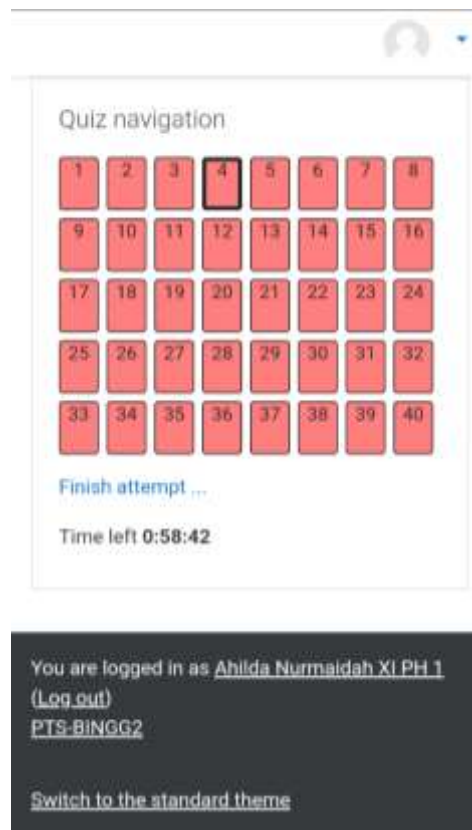 Quiz navigation
1 2 3 4 5 6 7 8
9 10 11 12 13 14 15 16
17 18 19 20 21 22 23 24
25 26 27 28 29 30 31 32
33 34 35 36 37 38 39 40
Finish attempt ...
Time left 0:58:42
You are logged in as Ahilda Nurmaidah XI PH 1
(Log out)
PTS-BINGG2
Switch to the standard theme